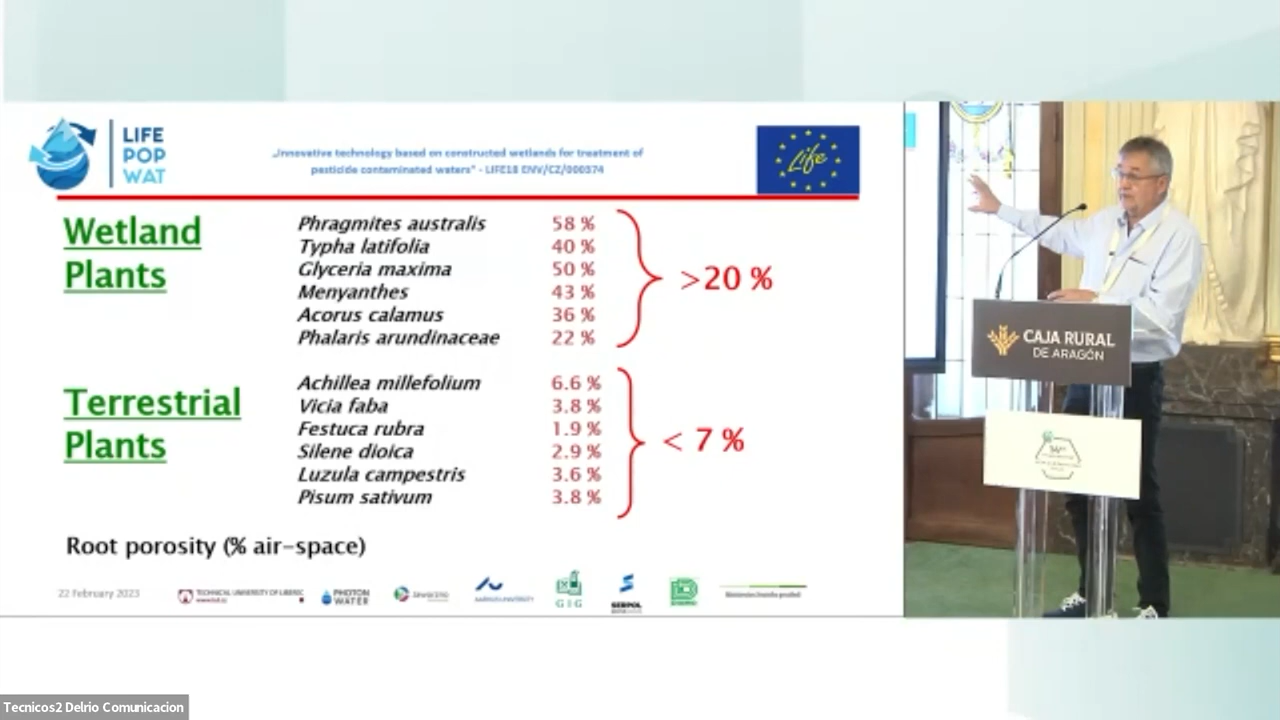 LIFE
POP
WAT
„Innovative technology based on constructed wetlands for treatment of
pesticide contaminated waters" - LIFE18 ENV/CZ/000374
Life
Wetland
Plants
Phragmites australis 58 %
Typha latifolia 40 %
Glyceria maxima 50 %
Menyanthes 43 %
Acorus calamus 36 %
Phalaris arundinaceae 22 %
>20 %
Terrestrial
Plants
Achillea millefolium 6.6 %
Vicia faba 3.8 %
Festuca rubra 1.9 %
Silene dioica 2.9 %
Luzula campestris 3.6 %
Pisum sativum 3.8 %
< 7 %
Root porosity (% air-space)
22 February 2023
TECHNICAL UNIVERSITY OF LIBEREC
PHOTON
WATER
AARHUS UNIVERSITY
GIG
SERPOL
CAJA RURAL
DE ARAGÓN
Tecnicos2 Delrio Comunicacion